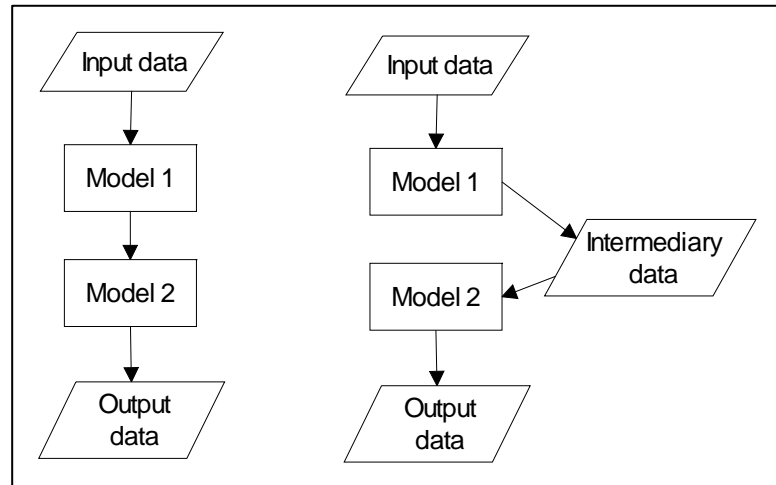 Input data
Model 1
Model 2
Output
data
Input data
Model 1
Intermediary
data
Model 2
Output
data